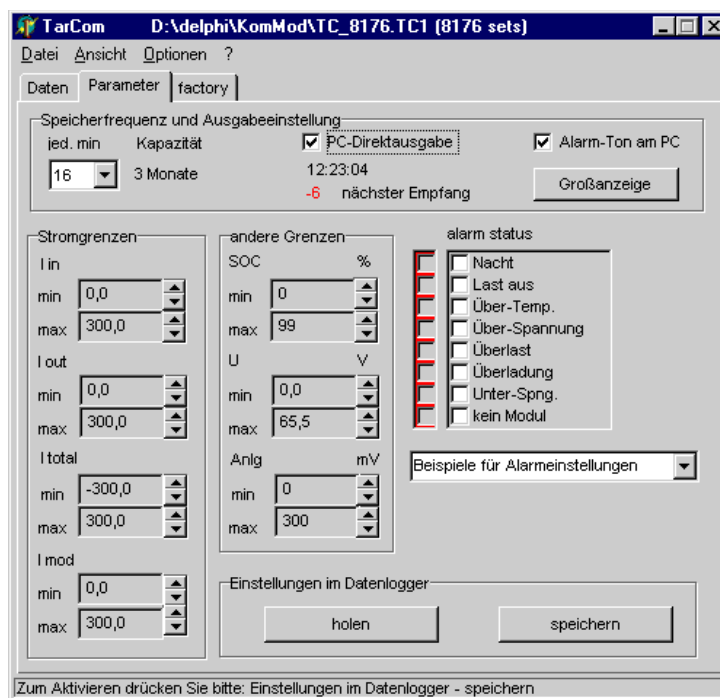 TarCom D:\delphi\KomMod\TC_8176.TC1 (8176 sets)
Datei Ansicht Optionen ?
Daten Parameter factory
Speicherfrequenz und Ausgabeeinstellung
jed. min Kapazität PC-Direktausgabe Alarm-Ton am PC
16 3 Monate 12:23:04
-6 nächster Empfang Großanzeige
Stromgrenzen
I in
min 0,0
max 300,0
I out
min 0,0
max 300,0
I total
min -300,0
max 300,0
I mod
min 0,0
max 300,0
andere Grenzen
SOC %
min 0
max 99
U V
min 0,0
max 65,5
Anlg mV
min 0
max 300
alarm status
Nacht
Last aus
Über-Temp.
Über-Spannung
Überlast
Überladung
Unter-Spng.
kein Modul
Beispiele für Alarmeinstellungen
Einstellungen im Datenlogger
holen speichern
Zum Aktivieren drücken Sie bitte: Einstellungen im Datenlogger - speichern